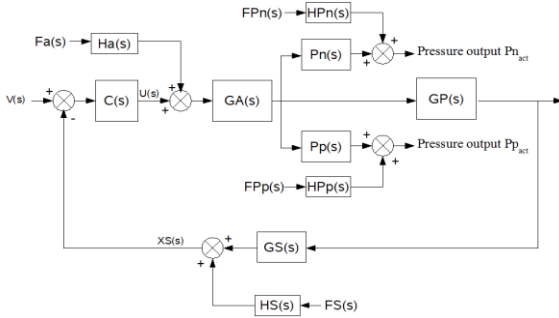 FPn(s) HPn(s)
Fa(s) Ha(s) Pn(s) Pressure output Pn_act
+ +
V(s) + C(s) U(s) + + GA(s) GP(s)
-
Pp(s) Pressure output Pp_act
+ +
FPp(s) HPp(s)
XS(s) + GS(s)
+
HS(s) FS(s)